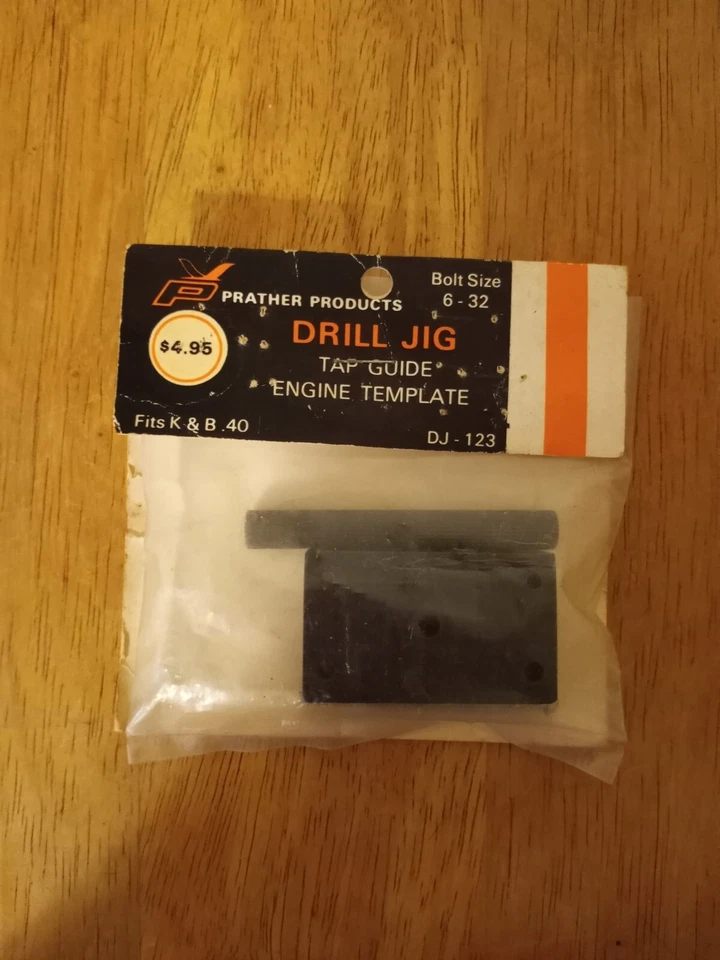 P
PRATHER PRODUCTS
Bolt Size
6 - 32
$4.95
DRILL JIG
TAP GUIDE
ENGINE TEMPLATE
Fits K & B .40
DJ - 123